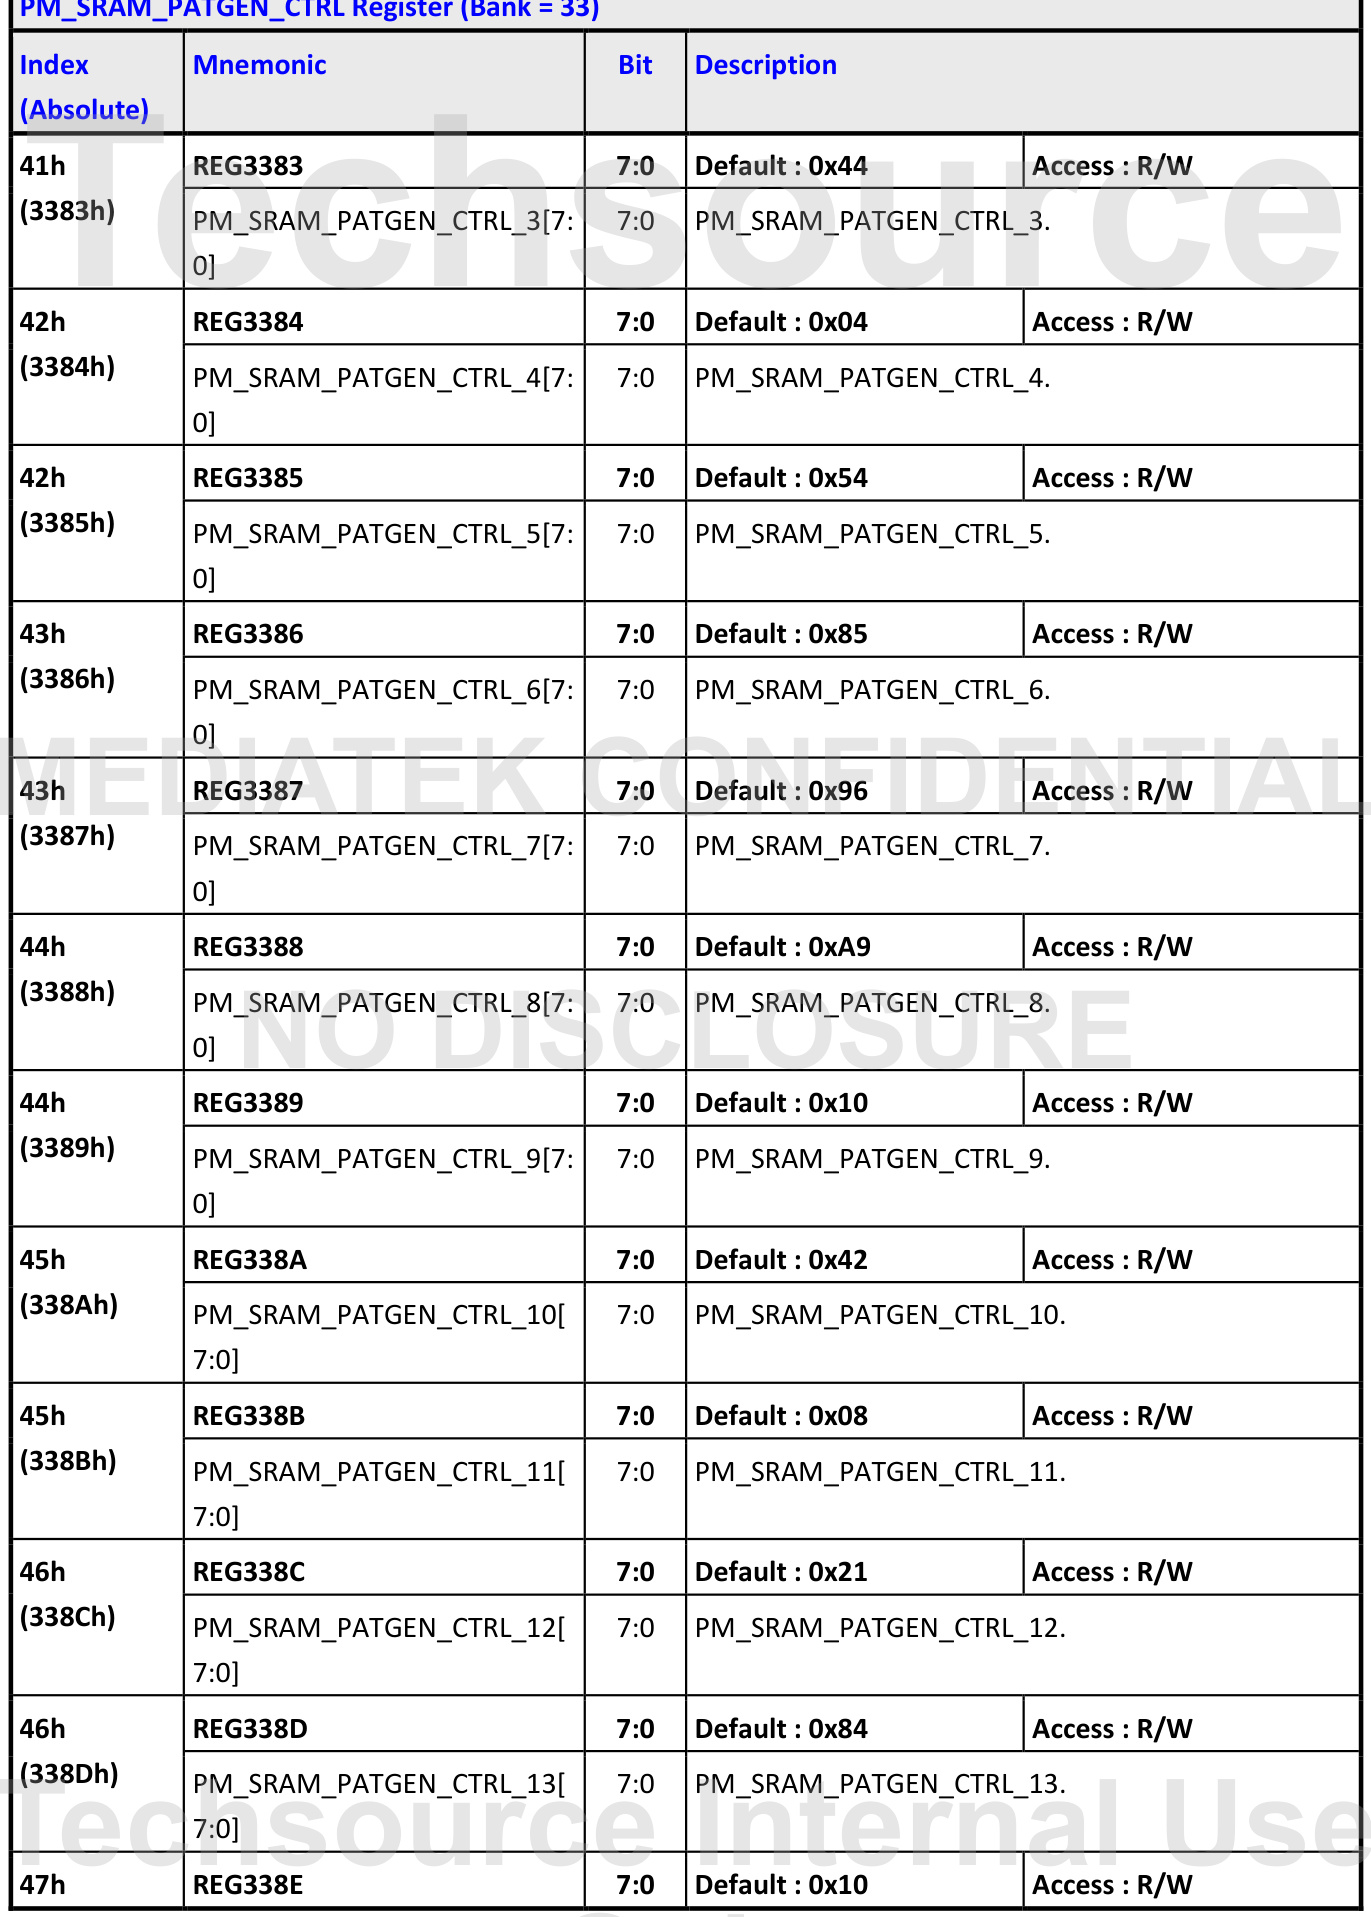 PM_SRAM_PATGEN_CTRL Register (Bank = 33)
Index (Absolute) Mnemonic Bit Description
41h (3383h) REG3383 7:0 Default : 0x44 Access : R/W
PM_SRAM_PATGEN_CTRL_3[7:0] 7:0 PM_SRAM_PATGEN_CTRL_3.
42h (3384h) REG3384 7:0 Default : 0x04 Access : R/W
PM_SRAM_PATGEN_CTRL_4[7:0] 7:0 PM_SRAM_PATGEN_CTRL_4.
42h (3385h) REG3385 7:0 Default : 0x54 Access : R/W
PM_SRAM_PATGEN_CTRL_5[7:0] 7:0 PM_SRAM_PATGEN_CTRL_5.
43h (3386h) REG3386 7:0 Default : 0x85 Access : R/W
PM_SRAM_PATGEN_CTRL_6[7:0] 7:0 PM_SRAM_PATGEN_CTRL_6.
43h (3387h) REG3387 7:0 Default : 0x96 Access : R/W
PM_SRAM_PATGEN_CTRL_7[7:0] 7:0 PM_SRAM_PATGEN_CTRL_7.
44h (3388h) REG3388 7:0 Default : 0xA9 Access : R/W
PM_SRAM_PATGEN_CTRL_8[7:0] 7:0 PM_SRAM_PATGEN_CTRL_8.
44h (3389h) REG3389 7:0 Default : 0x10 Access : R/W
PM_SRAM_PATGEN_CTRL_9[7:0] 7:0 PM_SRAM_PATGEN_CTRL_9.
45h (338Ah) REG338A 7:0 Default : 0x42 Access : R/W
PM_SRAM_PATGEN_CTRL_10[7:0] 7:0 PM_SRAM_PATGEN_CTRL_10.
45h (338Bh) REG338B 7:0 Default : 0x08 Access : R/W
PM_SRAM_PATGEN_CTRL_11[7:0] 7:0 PM_SRAM_PATGEN_CTRL_11.
46h (338Ch) REG338C 7:0 Default : 0x21 Access : R/W
PM_SRAM_PATGEN_CTRL_12[7:0] 7:0 PM_SRAM_PATGEN_CTRL_12.
46h (338Dh) REG338D 7:0 Default : 0x84 Access : R/W
PM_SRAM_PATGEN_CTRL_13[7:0] 7:0 PM_SRAM_PATGEN_CTRL_13.
47h REG338E 7:0 Default : 0x10 Access : R/W
Techsource
MEDIATEK CONFIDENTIAL
NO DISCLOSURE
Techsource Internal Use